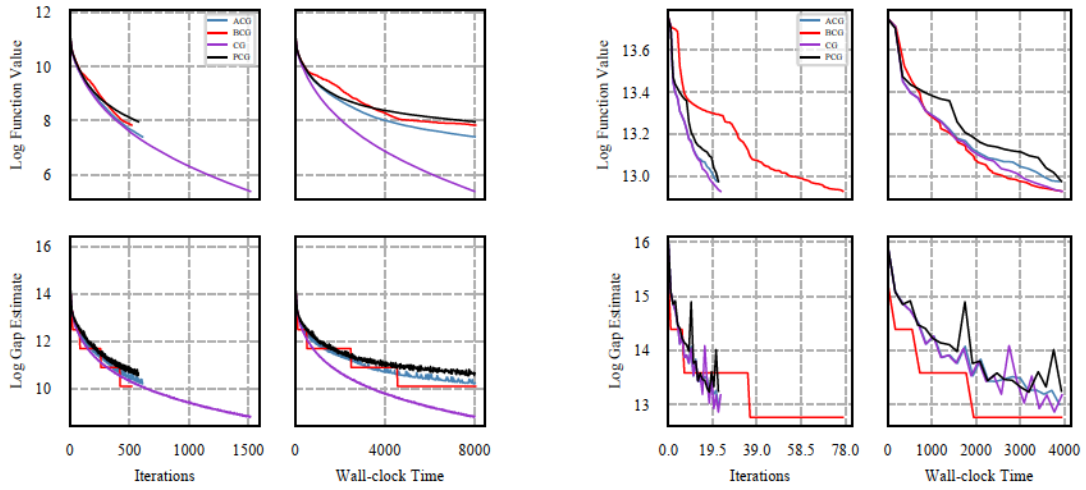 12
10
8
6
Log Function Value
ACG
BCG
CG
PCG
13.6
13.4
13.2
13.0
Log Function Value
ACG
BCG
CG
PCG
16
14
12
10
Log Gap Estimate
0 500 1000 1500
Iterations
0 4000 8000
Wall-clock Time
16
15
14
13
Log Gap Estimate
0.0 19.5 39.0 58.5 78.0
Iterations
0 1000 2000 3000 4000
Wall-clock Time